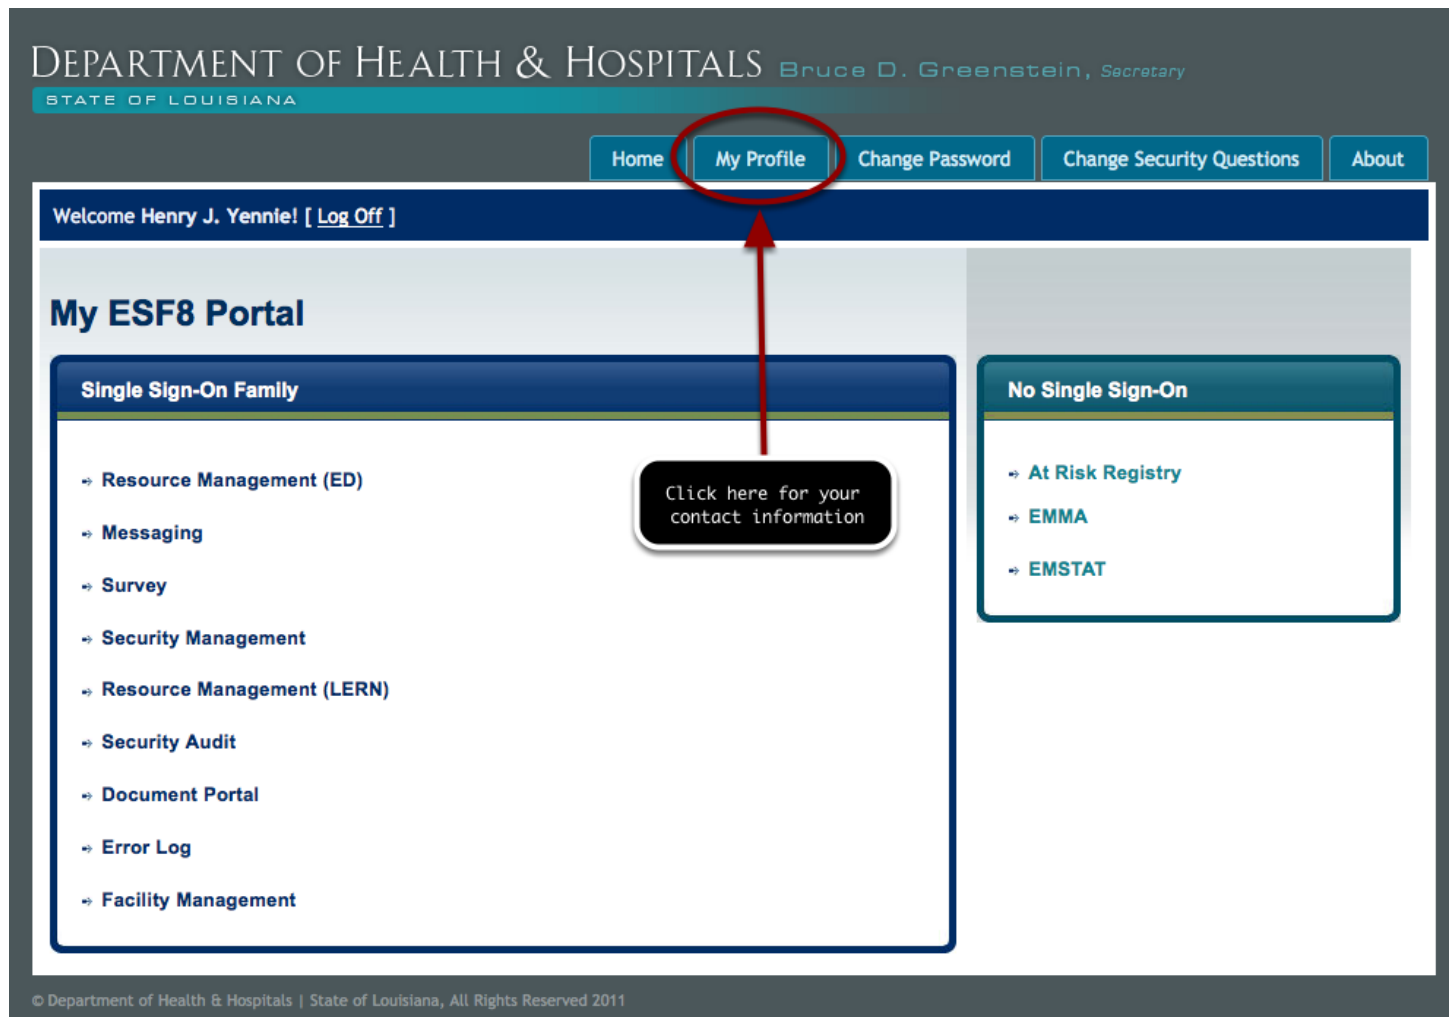 DEPARTMENT OF HEALTH & HOSPITALS Bruce D. Greenstein, Secretary
STATE OF LOUISIANA
Home My Profile Change Password Change Security Questions About
Welcome Henry J. Yennie! [ Log Off ]
My ESF8 Portal
Single Sign-On Family
Resource Management (ED)
Messaging
Survey
Security Management
Resource Management (LERN)
Security Audit
Document Portal
Error Log
Facility Management
Click here for your
contact information
No Single Sign-On
At Risk Registry
EMMA
EMSTAT
© Department of Health & Hospitals | State of Louisiana, All Rights Reserved 2011